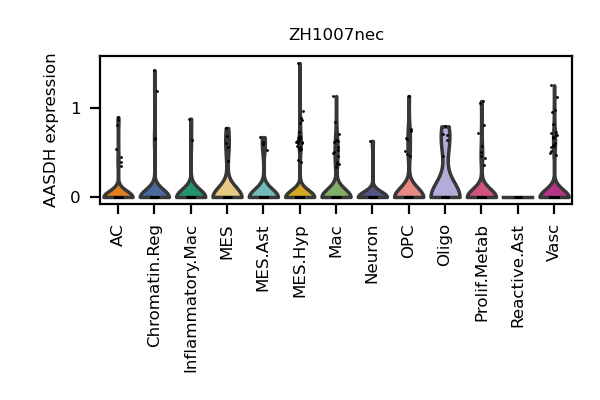 ZH1007nec
AASDH expression
1
0
AC
Chromatin.Reg
Inflammatory.Mac
MES
MES.Ast
MES.Hyp
Mac
Neuron
OPC
Oligo
Prolif.Metab
Reactive.Ast
Vasc